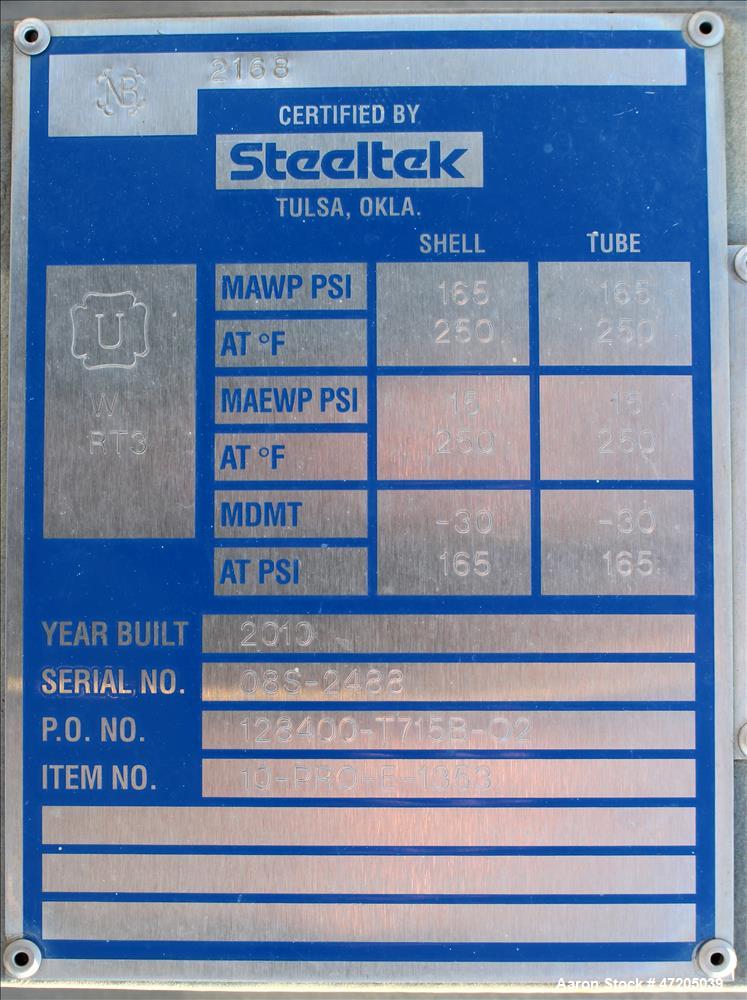 NB 2168
CERTIFIED BY
Steeltek
TULSA, OKLA.
SHELL TUBE
U
W
RT3
MAWP PSI 165 165
AT °F 250 250
MAEWP PSI 15 15
AT °F 250 250
MDMT -30 -30
AT PSI 165 165
YEAR BUILT 2010
SERIAL NO. 08S-2488
P.O. NO. 128400-T715B-02
ITEM NO. 10-PRO-E-1353
Aaron Stock # 47205039